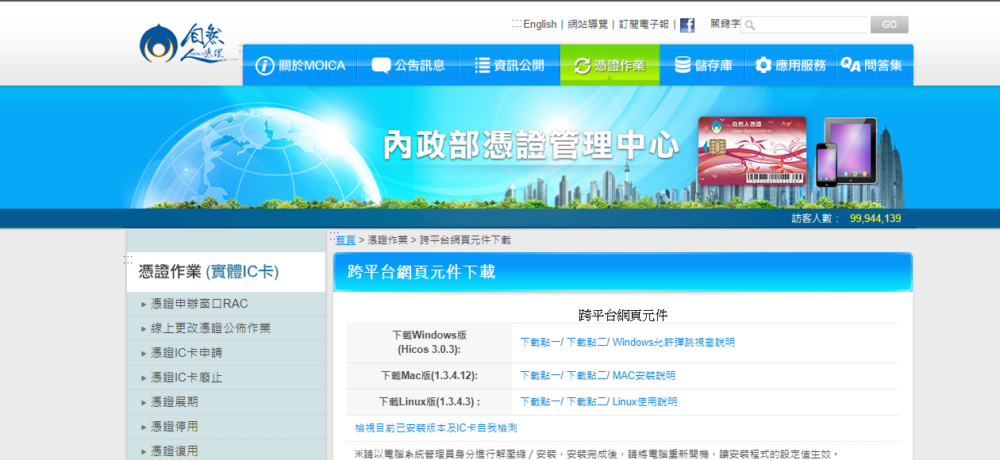 :::English | 網站導覽 | 訂閱電子報 | f 關鍵字 GO
自然人憑證 MOICA
關於MOICA 公告訊息 資訊公開 憑證作業 儲存庫 應用服務 QA 問答集
內政部憑證管理中心
自然人憑證
Citizen Digital Certificate
訪客人數： 99,944,139
首頁 > 憑證作業 > 跨平台網頁元件下載
憑證作業 (實體IC卡)
憑證申辦窗口RAC
線上更改憑證公佈作業
憑證IC卡申請
憑證IC卡廢止
憑證展期
憑證停用
憑證復用
跨平台網頁元件下載
跨平台網頁元件
下載Windows版
(Hicos 3.0.3):
下載點一/ 下載點二/ Windows允許彈跳視窗說明
下載Mac版(1.3.4.12):
下載點一/ 下載點二/ MAC安裝說明
下載Linux版(1.3.4.3) :
下載點一/ 下載點二/ Linux使用說明
檢視目前已安裝版本及IC卡自我檢測
※請以電腦系統管理員身分進行解壓縮 / 安裝，安裝完成後，請將電腦重新開機，讓安裝程式的設定值生效。